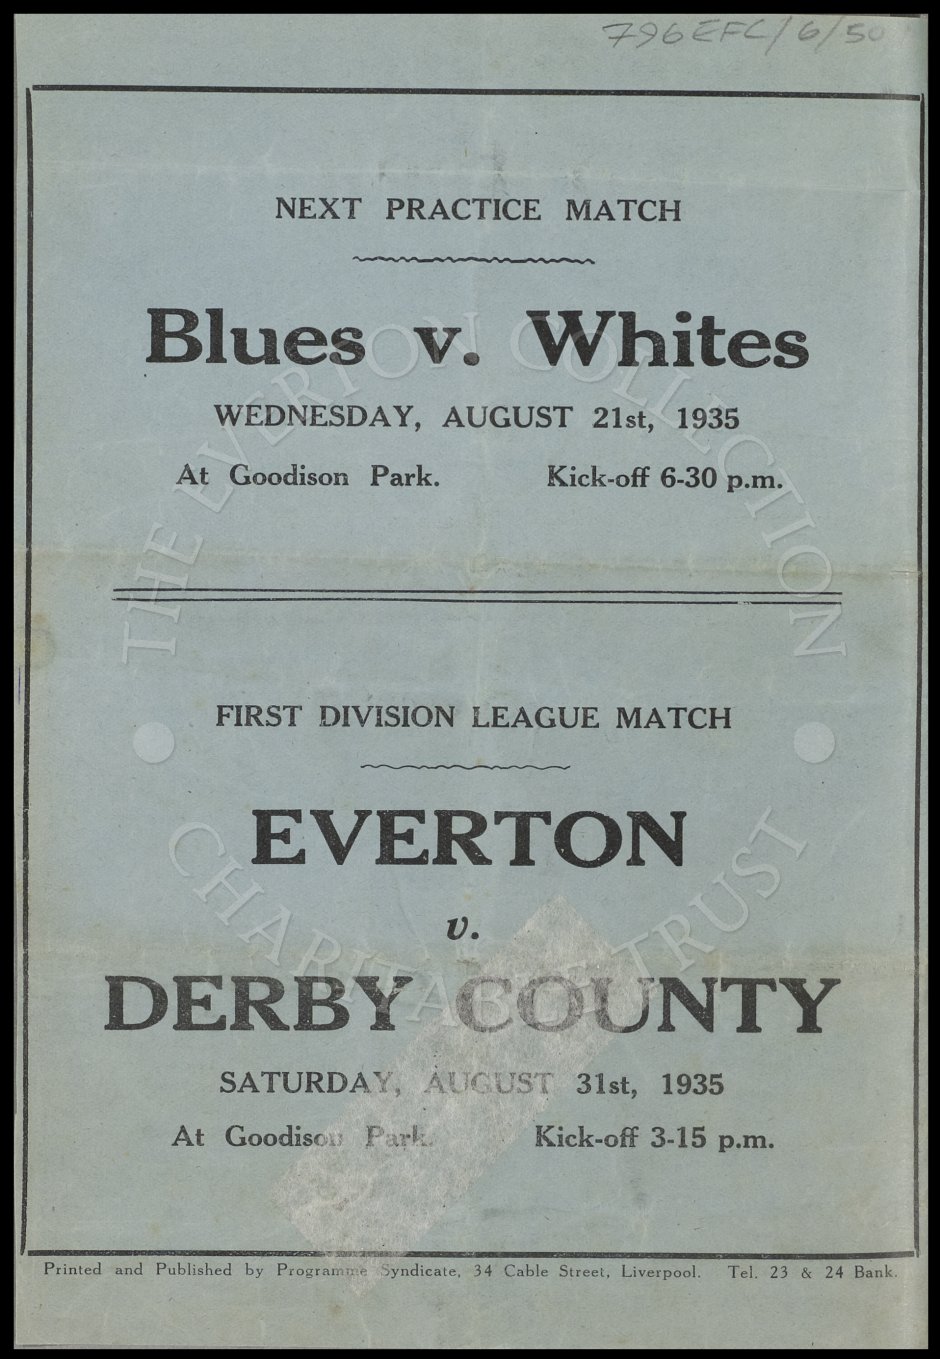 796EFC/6/50
NEXT PRACTICE MATCH
Blues v. Whites
WEDNESDAY, AUGUST 21st, 1935
At Goodison Park. Kick-off 6-30 p.m.
FIRST DIVISION LEAGUE MATCH
EVERTON
v.
DERBY COUNTY
SATURDAY, AUGUST 31st, 1935
At Goodison Park. Kick-off 3-15 p.m.
Printed and Published by Programme Syndicate, 34 Cable Street, Liverpool. Tel. 23 & 24 Bank.
THE EVERTON COLLECTION
CHARITABLE TRUST